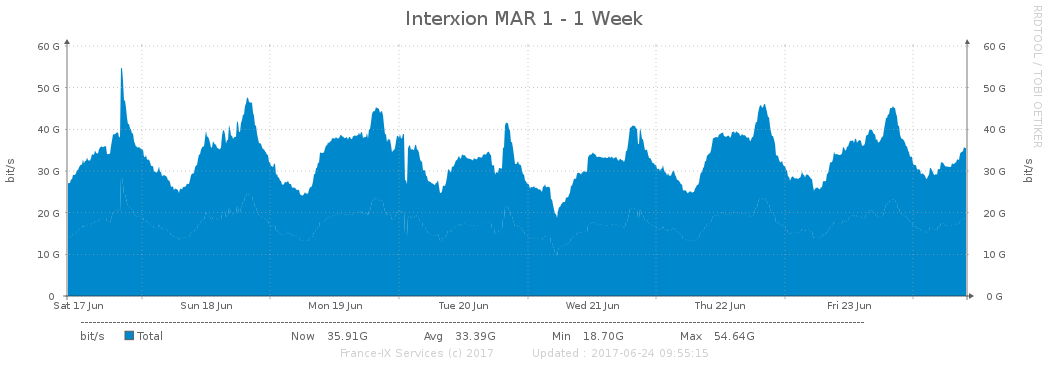 Interxion MAR 1 - 1 Week
RRDTOOL / TOBI OETIKER
60 G 60 G
50 G 50 G
40 G 40 G
30 G 30 G
20 G 20 G
10 G 10 G
0 0 G
bit/s
bit/s
Sat 17 Jun Sun 18 Jun Mon 19 Jun Tue 20 Jun Wed 21 Jun Thu 22 Jun Fri 23 Jun
bit/s Total Now 35.91G Avg 33.39G Min 18.70G Max 54.64G
France-IX Services (c) 2017 Updated : 2017-06-24 09:55:15